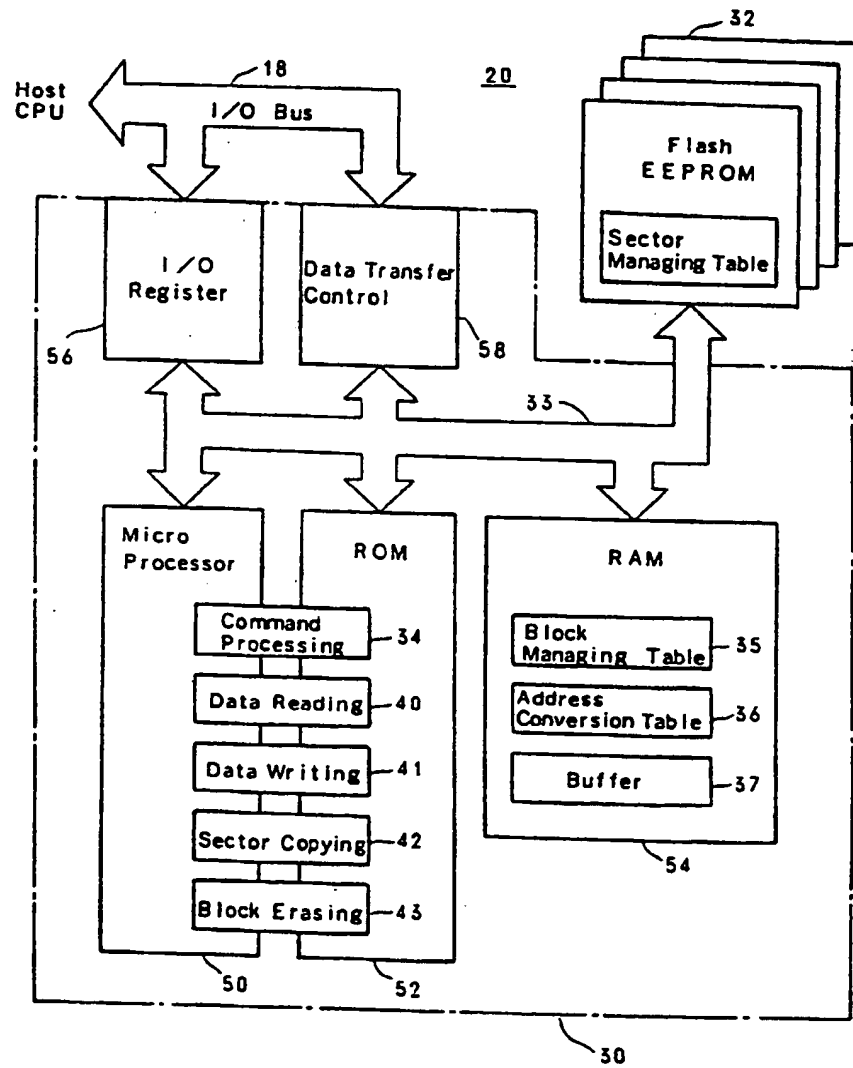 32
18
20
Host
CPU
I/O Bus
Flash
EEPROM
Sector
Managing Table
I/O
Register
Data Transfer
Control
56
58
33
Micro
Processor
ROM
RAM
Command
Processing
34
Block
Managing Table
35
Data Reading
40
Address
Conversion Table
36
Data Writing
41
Buffer
37
Sector Copying
42
54
Block Erasing
43
50
52
30